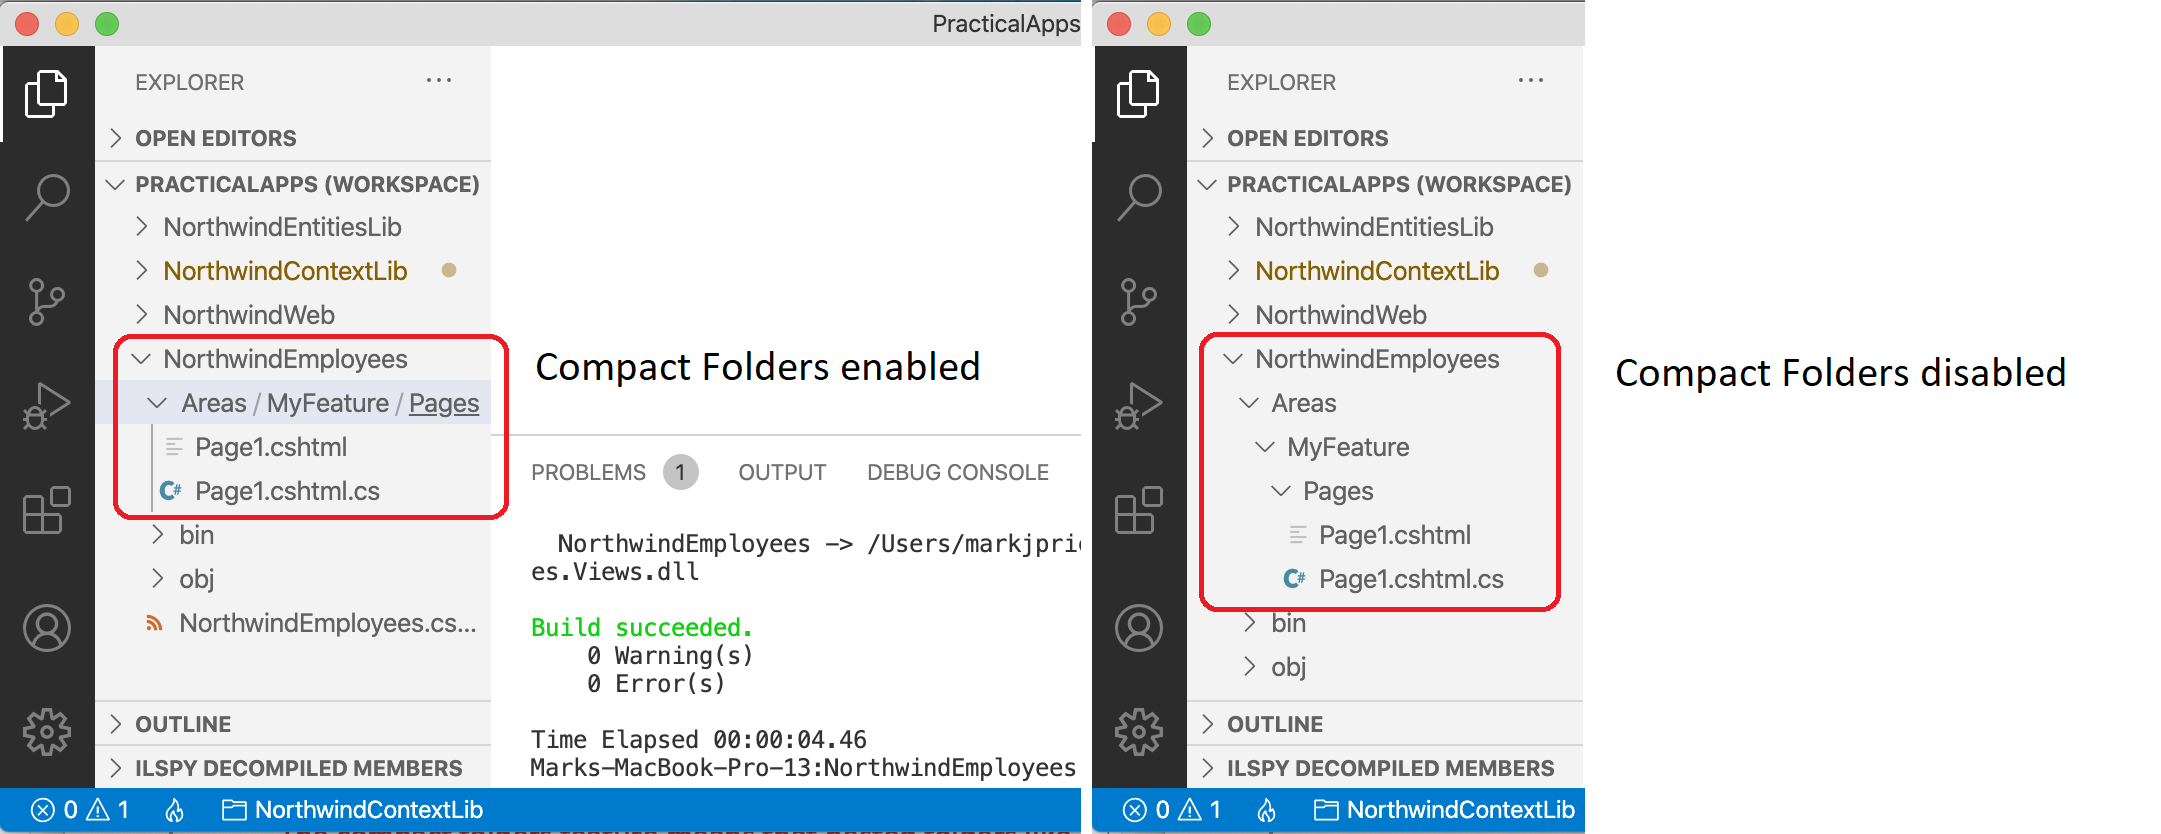 PracticalApps
EXPLORER ...
OPEN EDITORS
PRACTICALAPPS (WORKSPACE)
NorthwindEntitiesLib
NorthwindContextLib
NorthwindWeb
NorthwindEmployees
Areas / MyFeature / Pages
Page1.cshtml
C# Page1.cshtml.cs
bin
obj
NorthwindEmployees.cs...
OUTLINE
ILSPY DECOMPILED MEMBERS
Compact Folders enabled
PROBLEMS 1 OUTPUT DEBUG CONSOLE
NorthwindEmployees -> /Users/markjpric
es.Views.dll
Build succeeded.
0 Warning(s)
0 Error(s)
Time Elapsed 00:00:04.46
Marks-MacBook-Pro-13:NorthwindEmployees
0 1 NorthwindContextLib
EXPLORER ...
OPEN EDITORS
PRACTICALAPPS (WORKSPACE)
NorthwindEntitiesLib
NorthwindContextLib
NorthwindWeb
NorthwindEmployees
Areas
MyFeature
Pages
Page1.cshtml
C# Page1.cshtml.cs
bin
obj
OUTLINE
ILSPY DECOMPILED MEMBERS
0 1 NorthwindContextLib
Compact Folders disabled